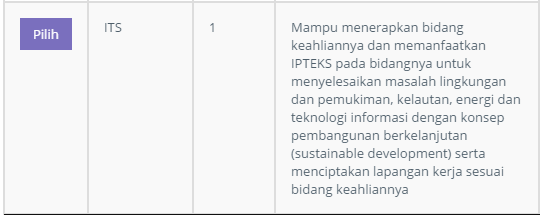 Pilih
ITS
1
Mampu menerapkan bidang
keahliannya dan memanfaatkan
IPTEKS pada bidangnya untuk
menyelesaikan masalah lingkungan
dan pemukiman, kelautan, energi dan
teknologi informasi dengan konsep
pembangunan berkelanjutan
(sustainable development) serta
menciptakan lapangan kerja sesuai
bidang keahliannya